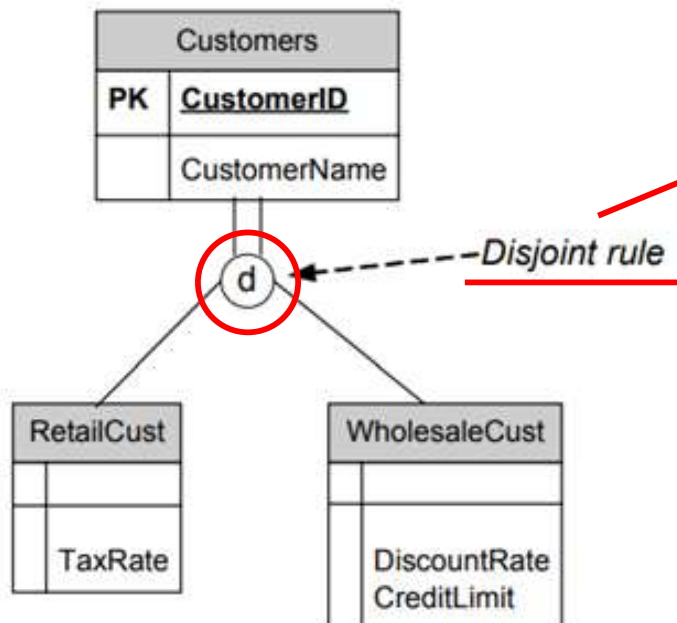 Customers
PK CustomerID
CustomerName
d
Disjoint rule
RetailCust
WholesaleCust
TaxRate
DiscountRate
CreditLimit